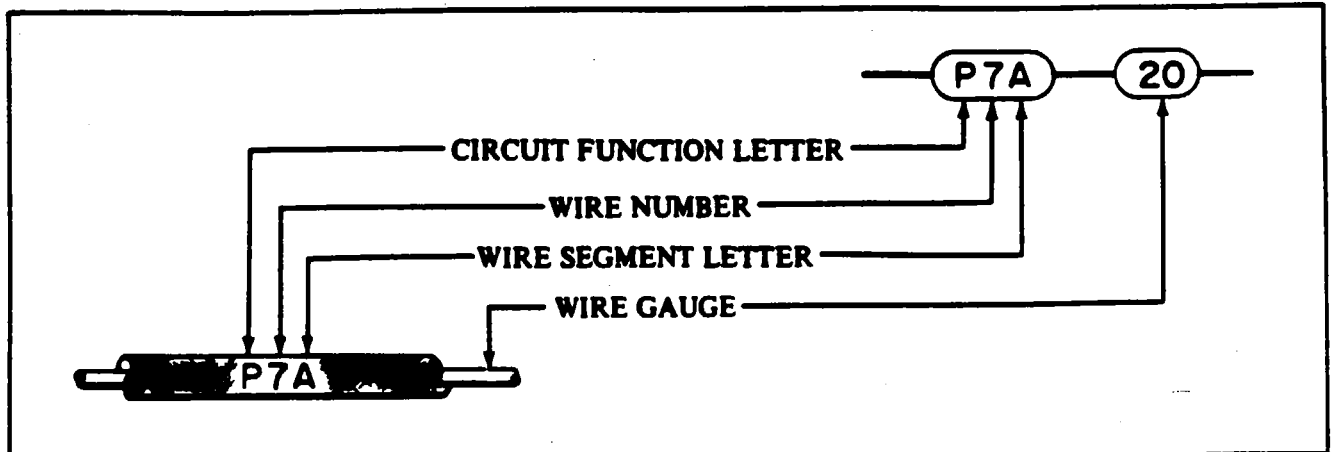 P7A 20
CIRCUIT FUNCTION LETTER
WIRE NUMBER
WIRE SEGMENT LETTER
WIRE GAUGE
P7A